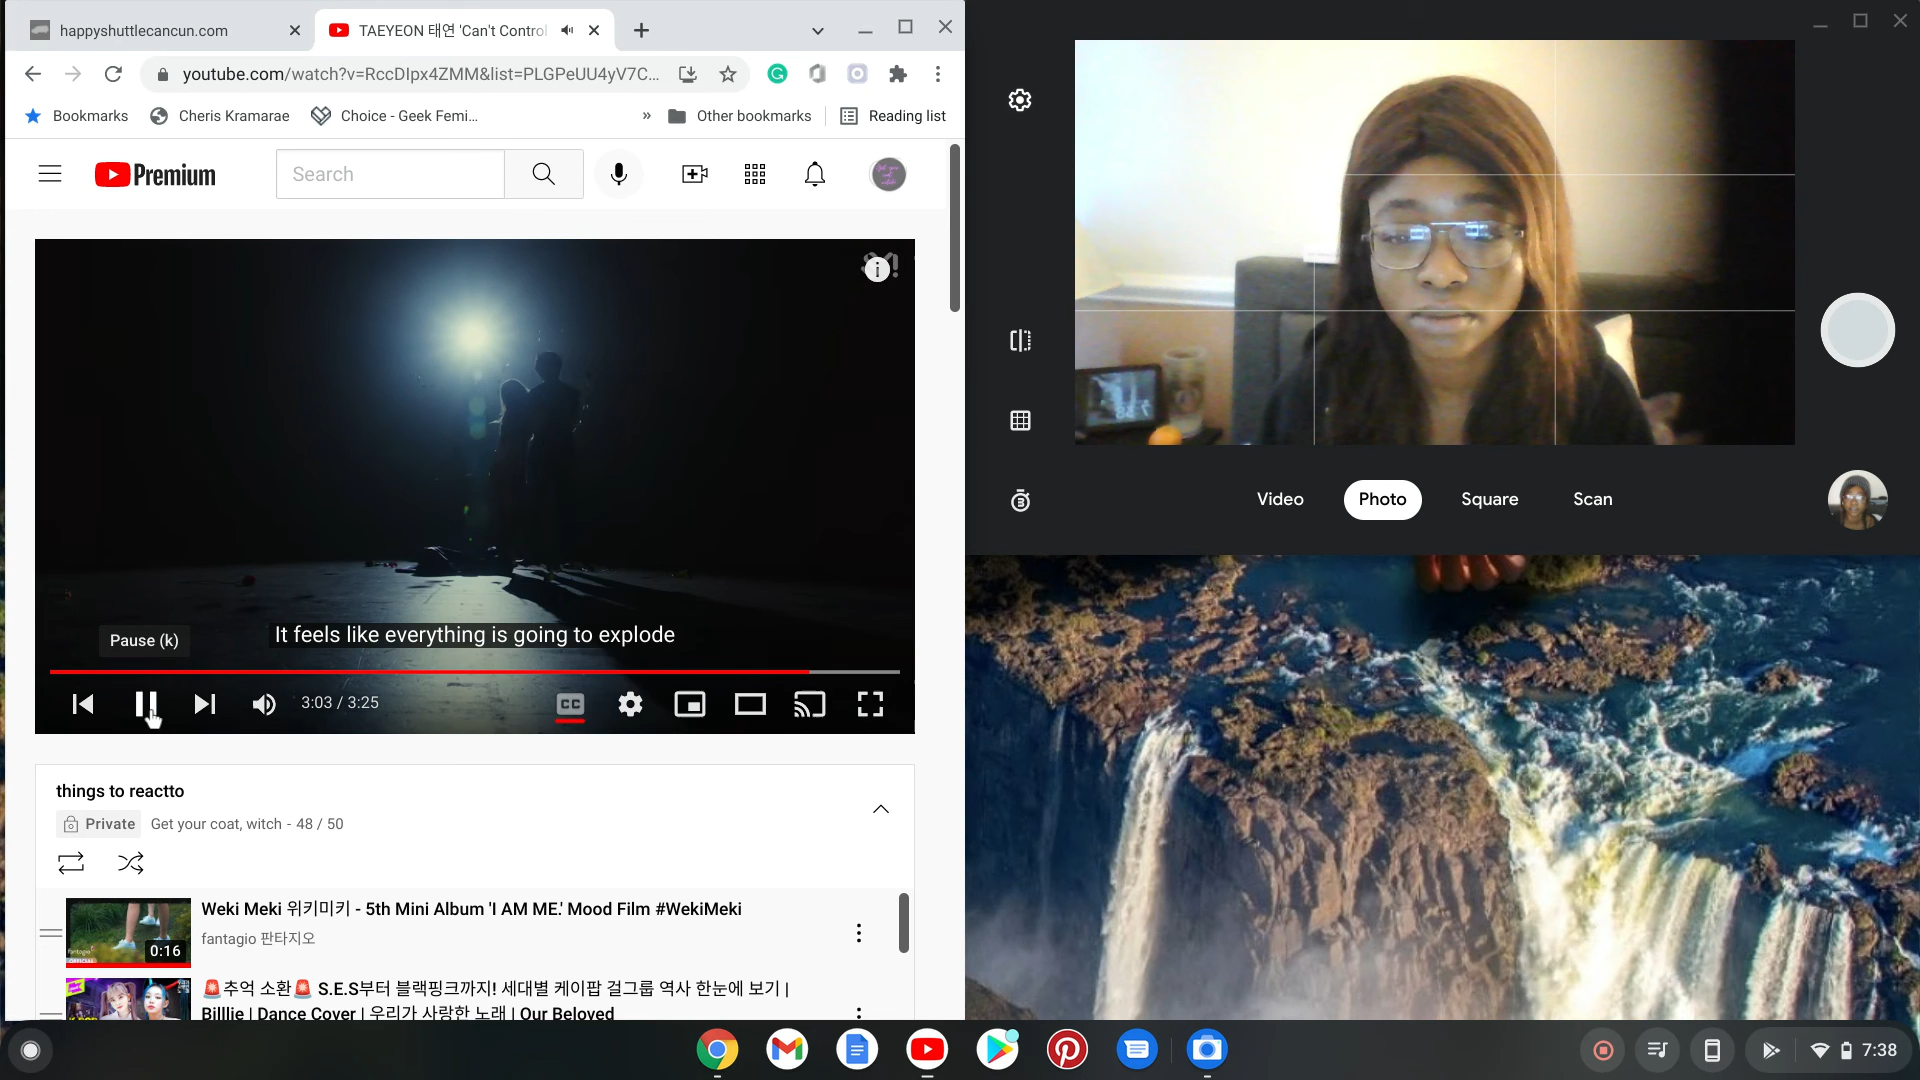 happyshuttlecancun.com
TAEYEON 태연 'Can't Control
youtube.com/watch?v=RccDIpx4ZMM&list=PLGPeUU4yV7C...
Bookmarks
Cheris Kramarae
Choice - Geek Femi...
»
Other bookmarks
Reading list
Premium
Search
It feels like everything is going to explode
Pause (k)
3:03 / 3:25
CC
things to reactto
Private
Get your coat, witch - 48 / 50
Weki Meki 위키미키 - 5th Mini Album 'I AM ME.' Mood Film #WekiMeki
fantagio 판타지오
0:16
🚨추억 소환🚨 S.E.S부터 블랙핑크까지! 세대별 케이팝 걸그룹 역사 한눈에 보기 |
Billlie | Dance Cover | 우리가 사랑한 노래 | Our Beloved
Video
Photo
Square
Scan
7:38